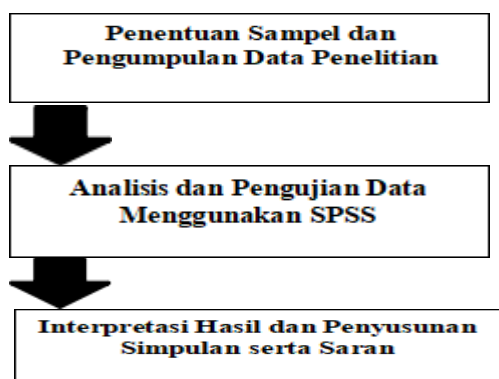 Penentuan Sampel dan
Pengumpulan Data Penelitian
Analisis dan Pengujian Data
Menggunakan SPSS
Interpretasi Hasil dan Penyusunan
Simpulan serta Saran